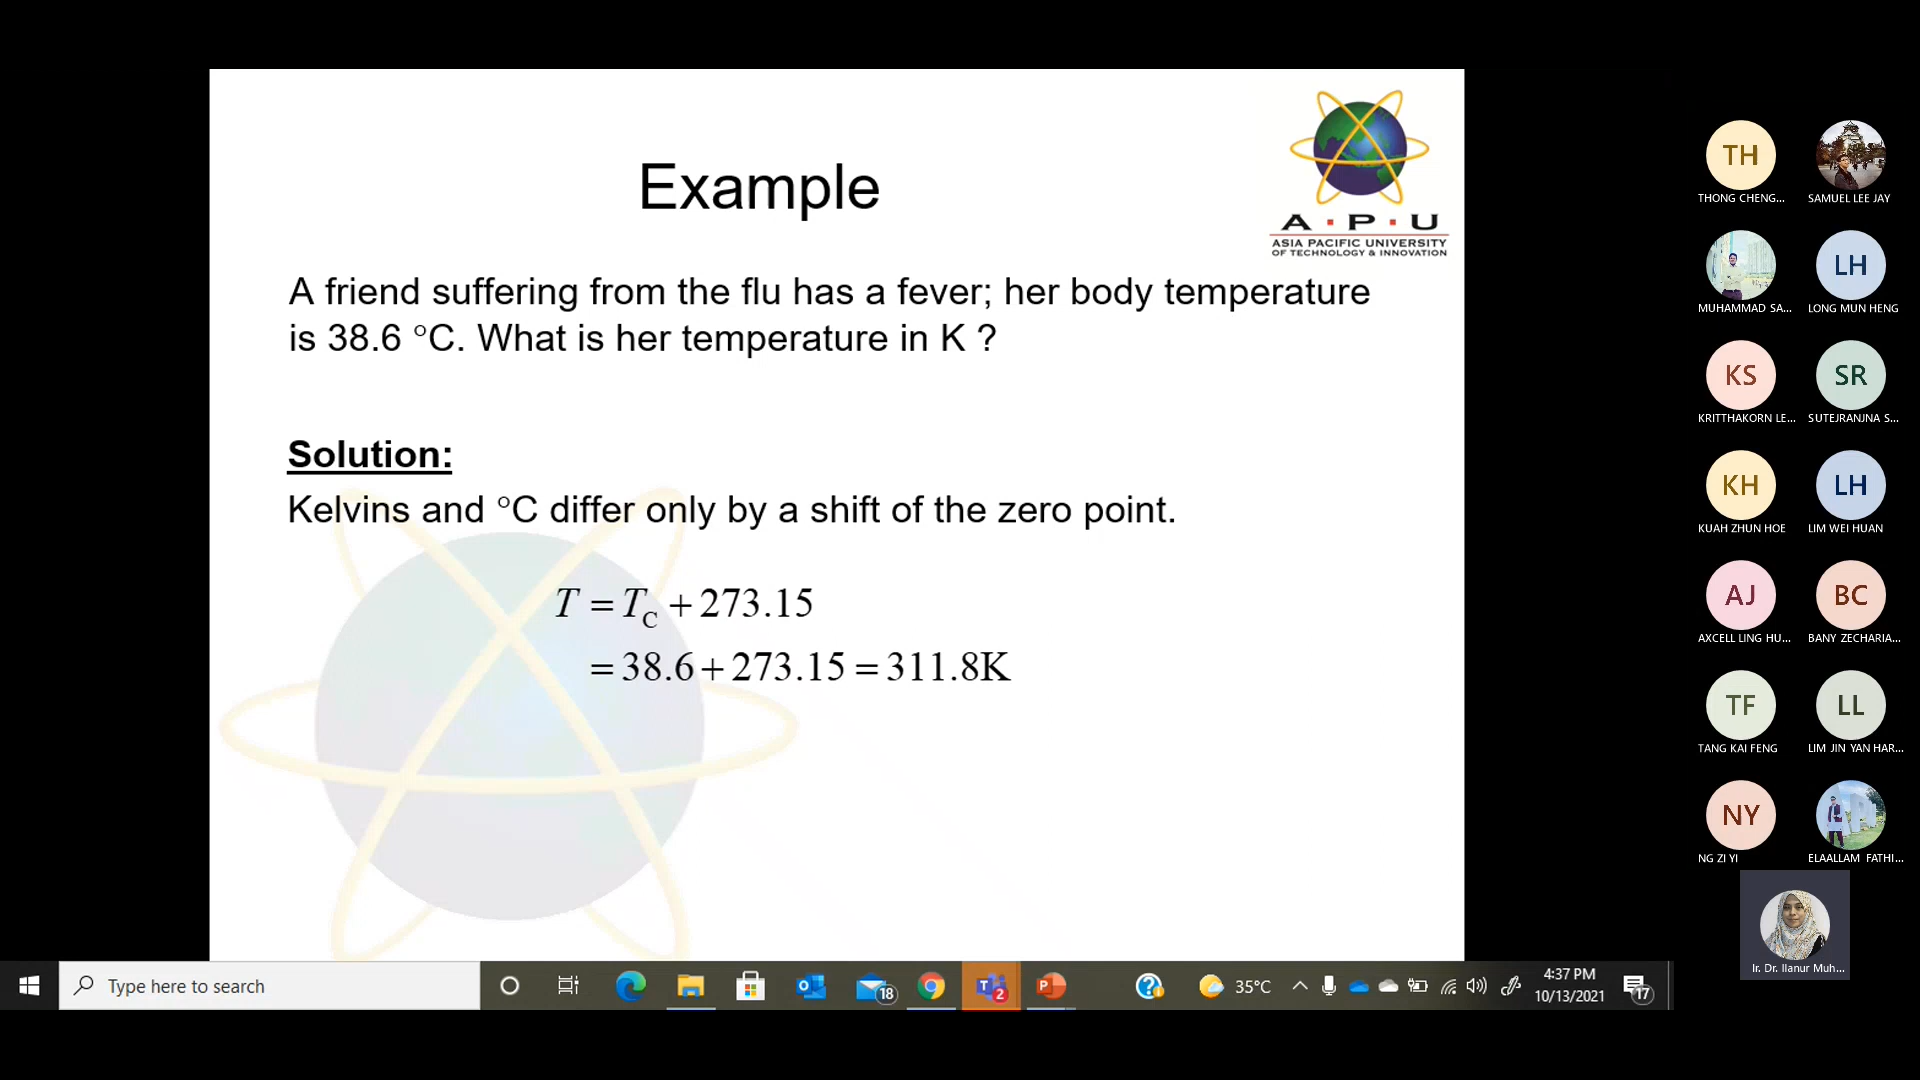 Example
A · P · U
ASIA PACIFIC UNIVERSITY
OF TECHNOLOGY & INNOVATION
A friend suffering from the flu has a fever; her body temperature
is 38.6 °C. What is her temperature in K ?
Solution:
Kelvins and °C differ only by a shift of the zero point.
T = T_C + 273.15
= 38.6 + 273.15 = 311.8K
TH
THONG CHENG...
SAMUEL LEE JAY
MUHAMMAD SA...
LH
LONG MUN HENG
KS
KRITTHAKORN LE...
SR
SUTEJRANJNA S...
KH
KUAH ZHUN HOE
LH
LIM WEI HUAN
AJ
AXCELL LING HU...
BC
BANY ZECHARIA...
TF
TANG KAI FENG
LL
LIM JIN YAN HAR...
NY
NG ZI YI
ELAALLAM FATHI...
Ir. Dr. Ilanur Muh...
Type here to search
18
2
35°C
4:37 PM
10/13/2021
17